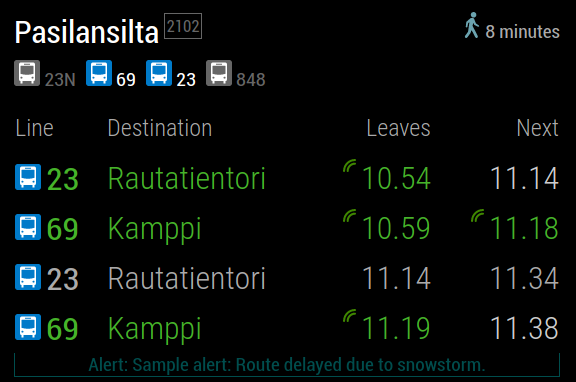 Pasilansilta 2102 8 minutes
23N 69 23 848
Line Destination Leaves Next
23 Rautatientori 10.54 11.14
69 Kamppi 10.59 11.18
23 Rautatientori 11.14 11.34
69 Kamppi 11.19 11.38
Alert: Sample alert: Route delayed due to snowstorm.